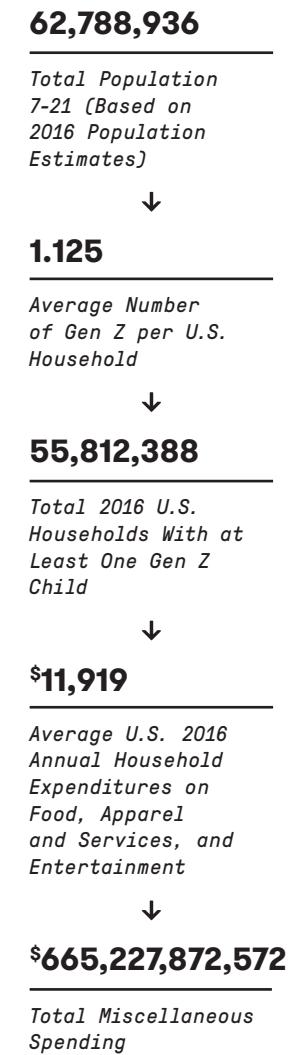 62,788,936
Total Population
7-21 (Based on
2016 Population
Estimates)
↓
1.125
Average Number
of Gen Z per U.S.
Household
↓
55,812,388
Total 2016 U.S.
Households With at
Least One Gen Z
Child
↓
$11,919
Average U.S. 2016
Annual Household
Expenditures on
Food, Apparel
and Services, and
Entertainment
↓
$665,227,872,572
Total Miscellaneous
Spending